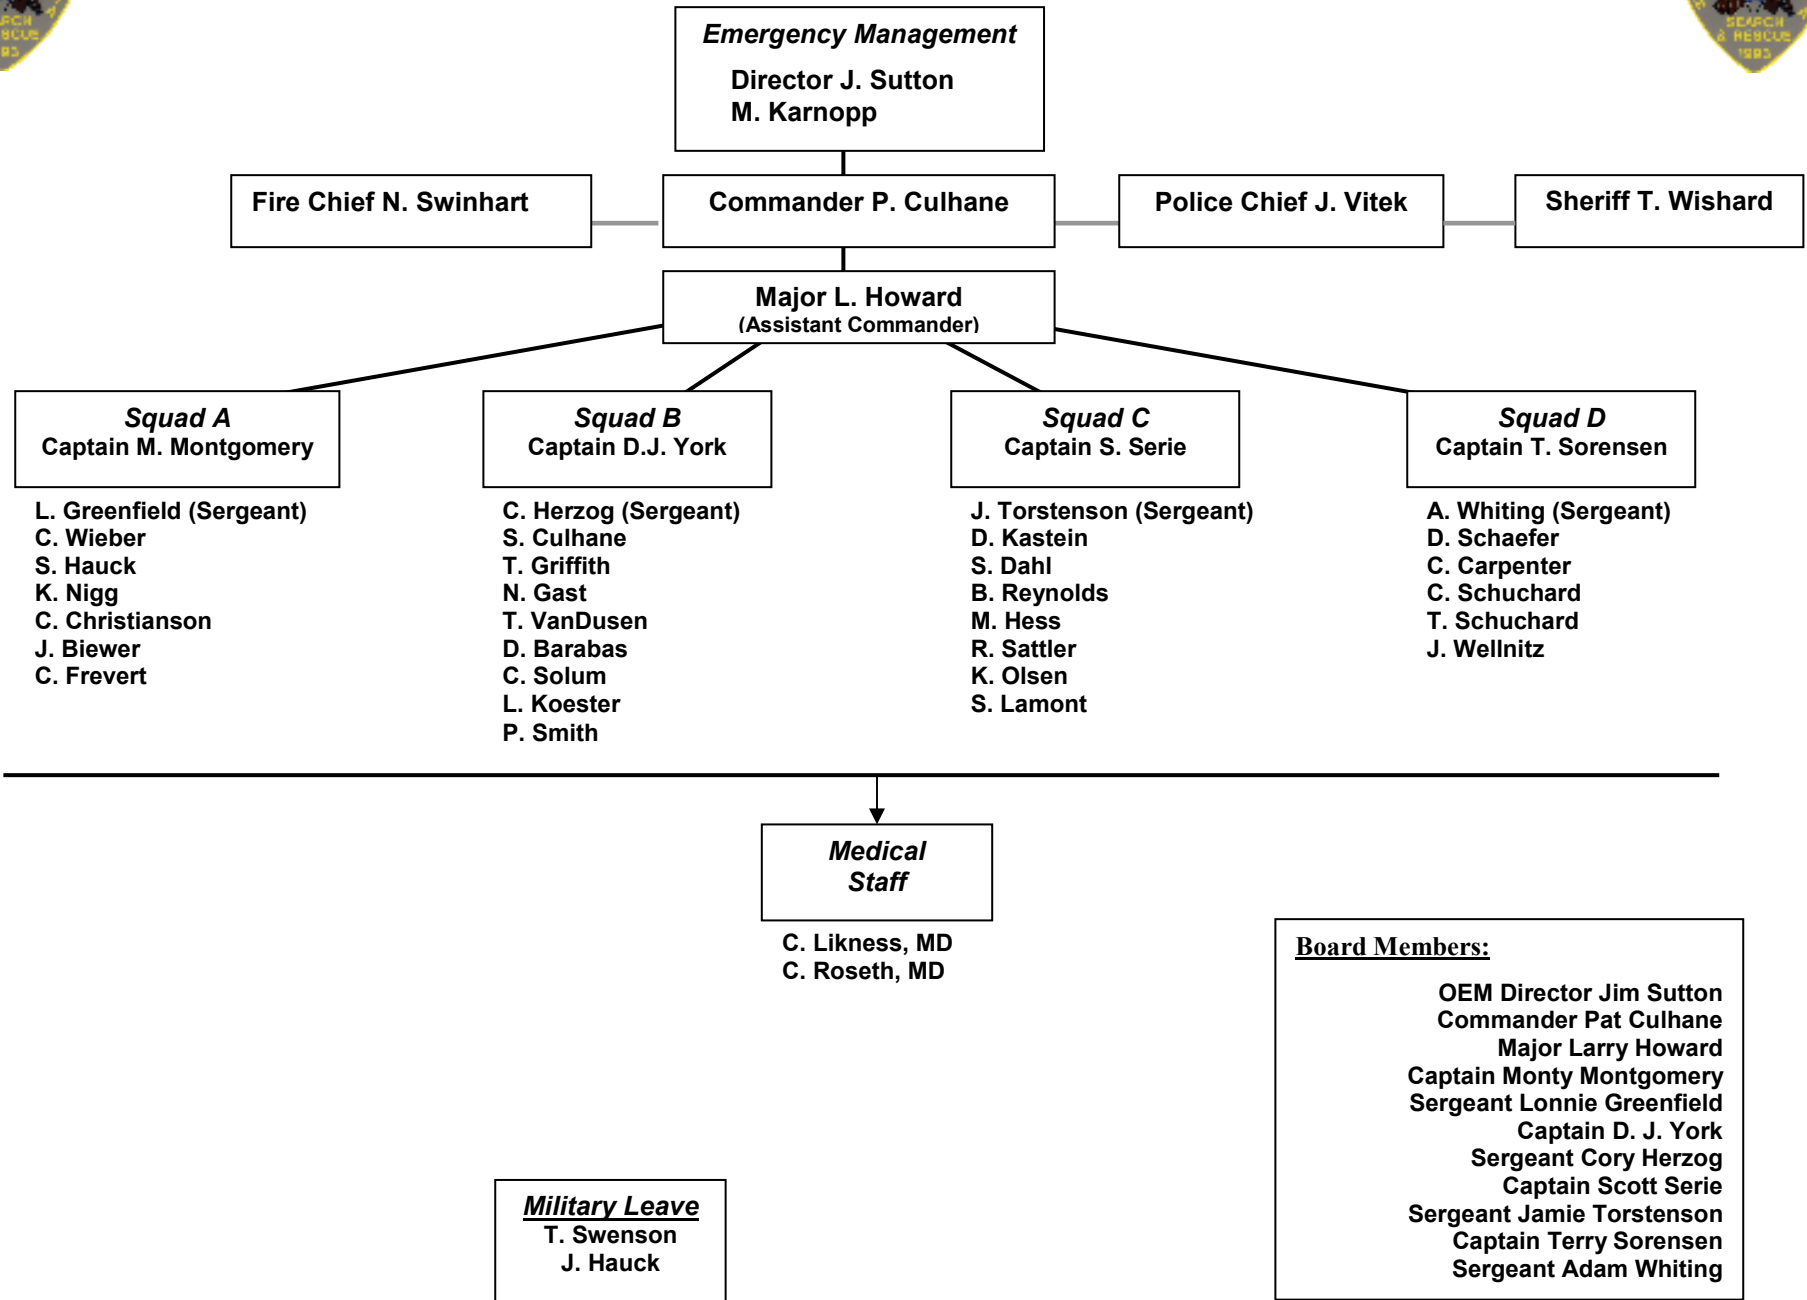 SEARCH
& RESCUE
1993
Emergency Management
Director J. Sutton
M. Karnopp
Fire Chief N. Swinhart
Commander P. Culhane
Police Chief J. Vitek
Sheriff T. Wishard
Major L. Howard
(Assistant Commander)
Squad A
Captain M. Montgomery
L. Greenfield (Sergeant)
C. Wieber
S. Hauck
K. Nigg
C. Christianson
J. Biewer
C. Frevert
Squad B
Captain D.J. York
C. Herzog (Sergeant)
S. Culhane
T. Griffith
N. Gast
T. VanDusen
D. Barabas
C. Solum
L. Koester
P. Smith
Squad C
Captain S. Serie
J. Torstenson (Sergeant)
D. Kastein
S. Dahl
B. Reynolds
M. Hess
R. Sattler
K. Olsen
S. Lamont
Squad D
Captain T. Sorensen
A. Whiting (Sergeant)
D. Schaefer
C. Carpenter
C. Schuchard
T. Schuchard
J. Wellnitz
Medical
Staff
C. Likness, MD
C. Roseth, MD
Military Leave
T. Swenson
J. Hauck
Board Members:
OEM Director Jim Sutton
Commander Pat Culhane
Major Larry Howard
Captain Monty Montgomery
Sergeant Lonnie Greenfield
Captain D. J. York
Sergeant Cory Herzog
Captain Scott Serie
Sergeant Jamie Torstenson
Captain Terry Sorensen
Sergeant Adam Whiting